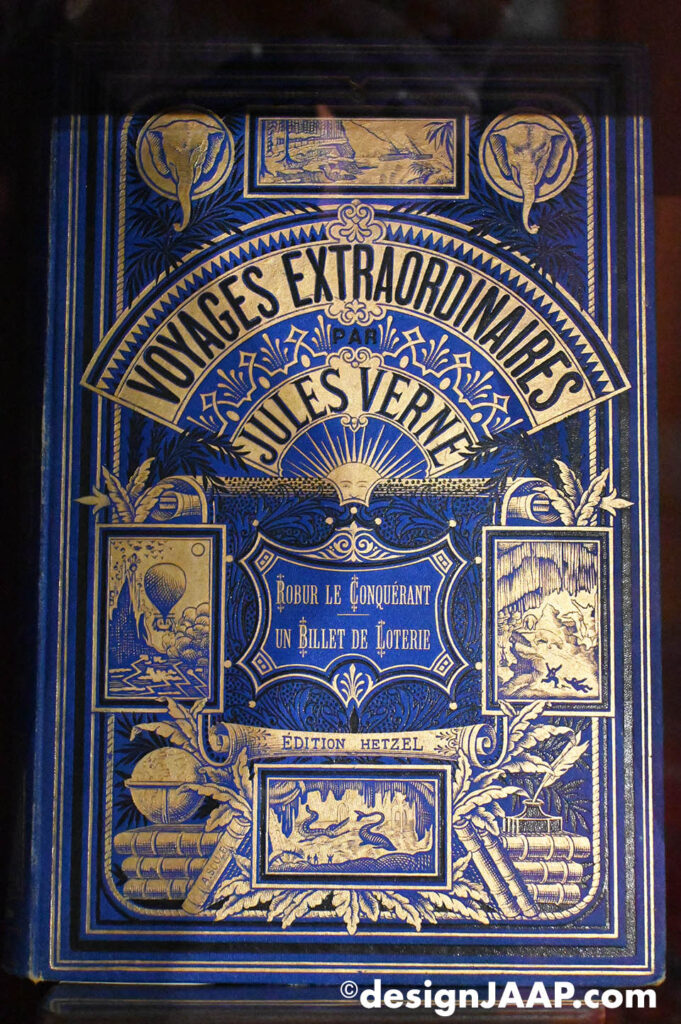 VOYAGES EXTRAORDINAIRES
PAR
JULES VERNE
ROBUR LE CONQUÉRANT
UN BILLET DE LOTERIE
ÉDITION HETZEL
©designJAAP.com